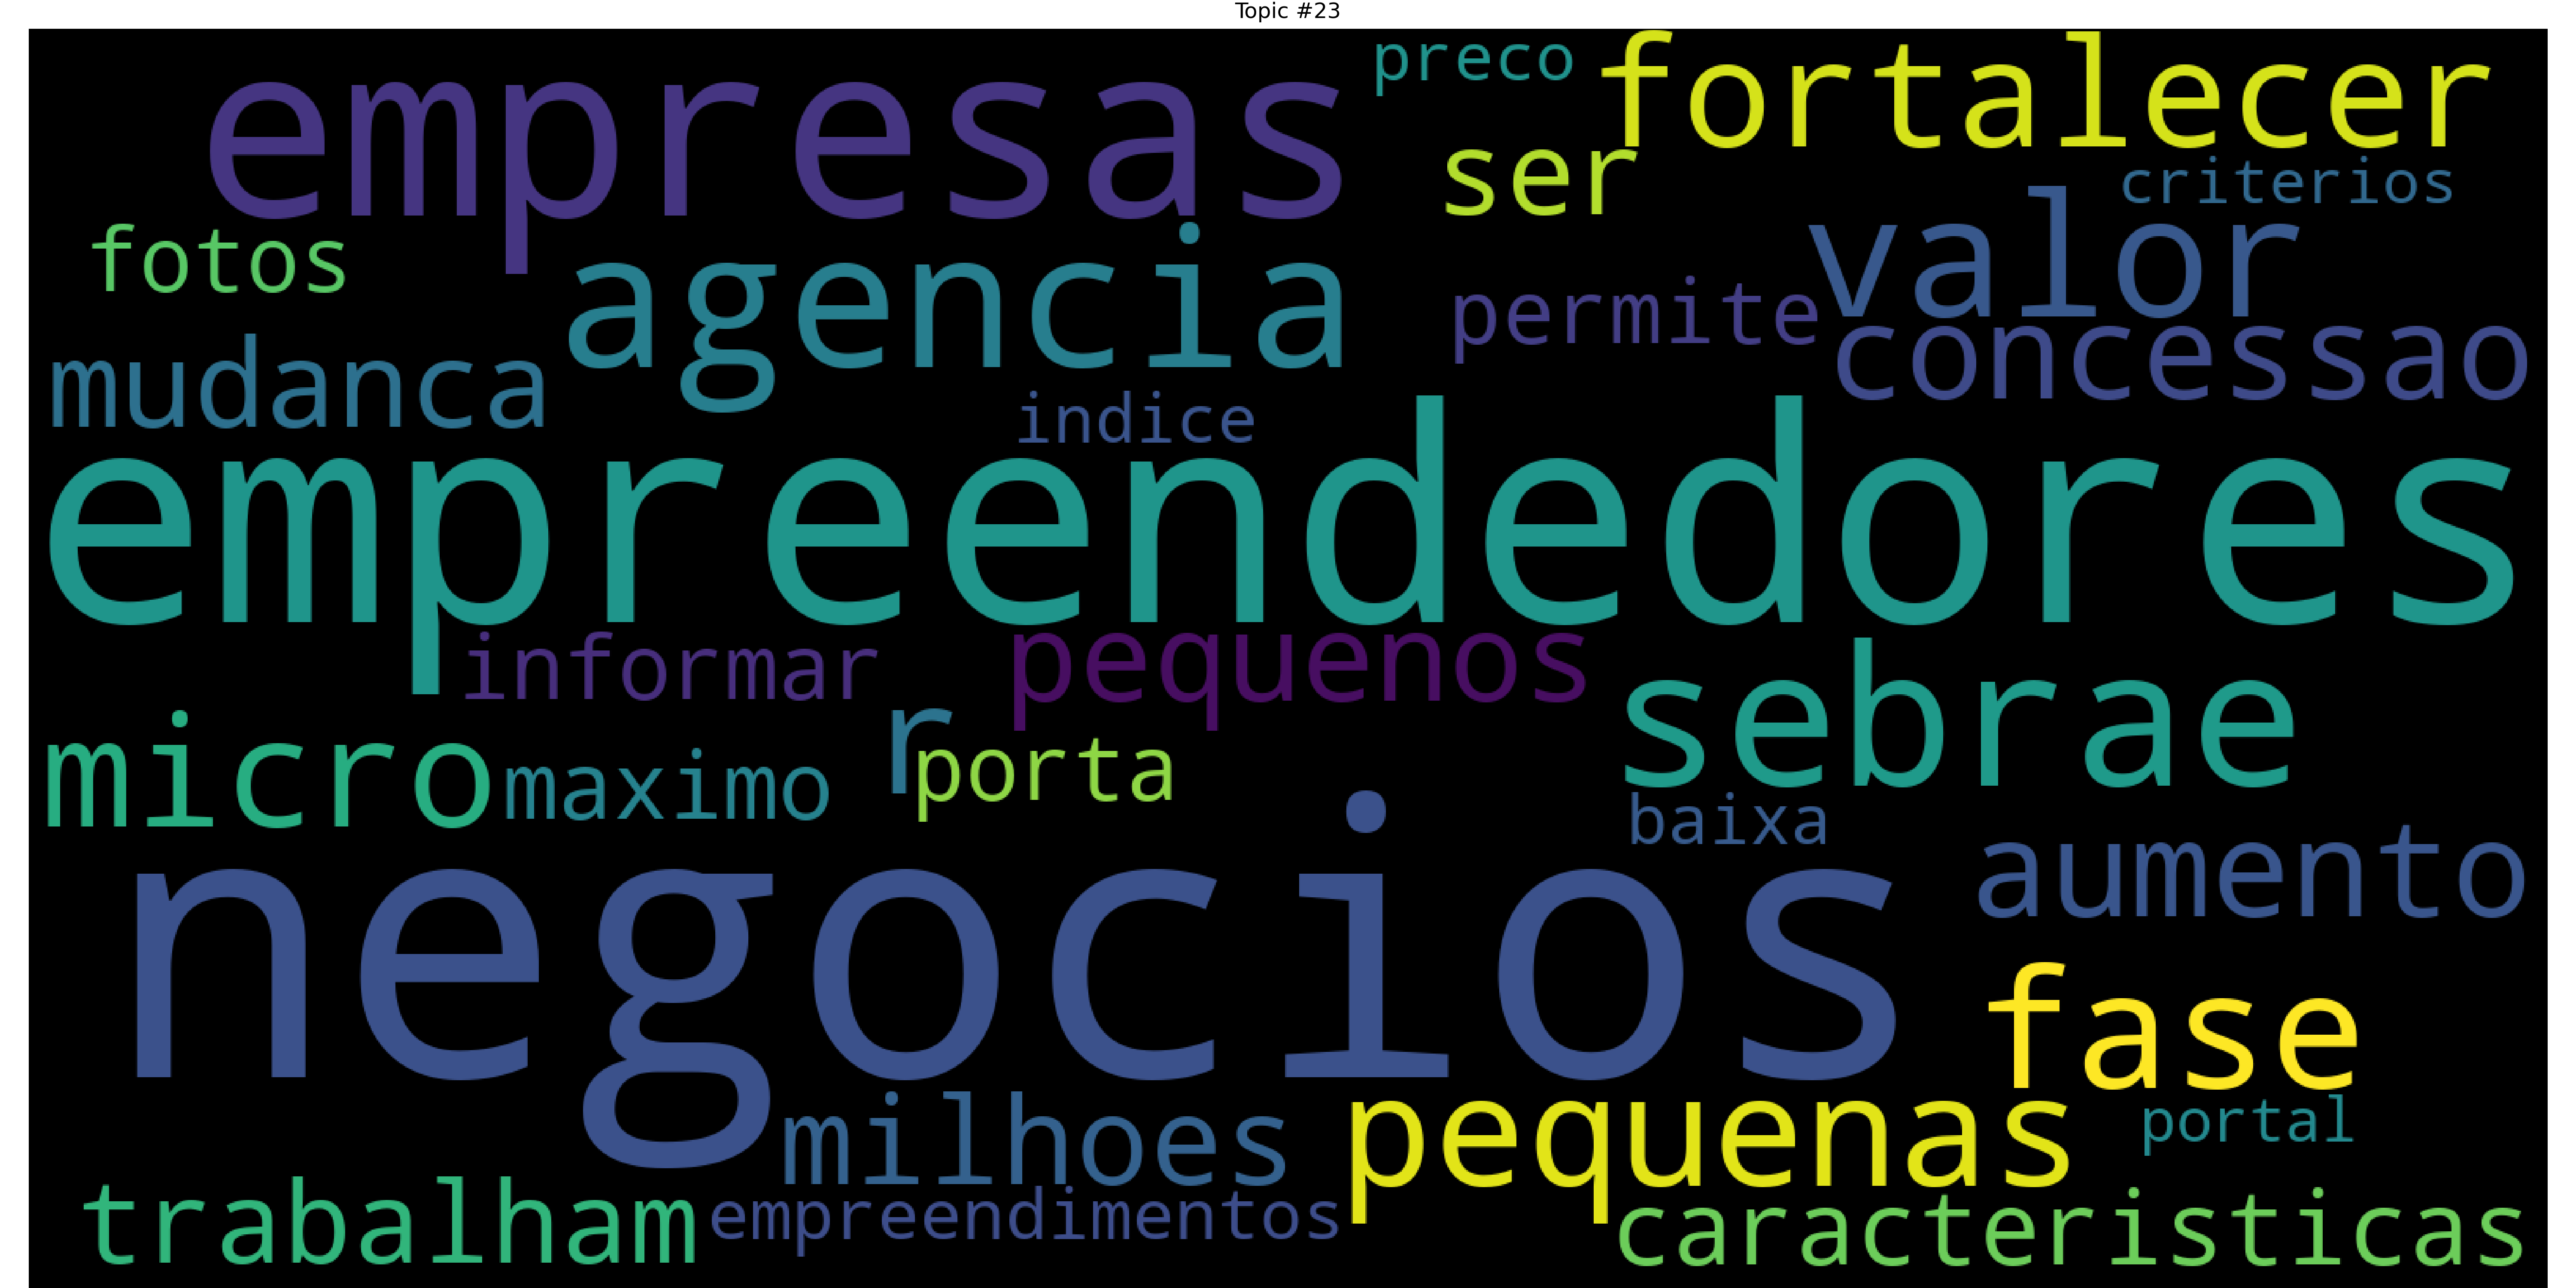 Topic #23
preco
empresas
fortalecer
ser
criterios
fotos
agencia
valor
permite
mudanca
concessao
indice
empreendedores
informar
pequenos
sebrae
micro
maximo
r
porta
baixa
aumento
negocios
fase
milhoes
pequenas
portal
trabalham
empreendimentos
caracteristicas